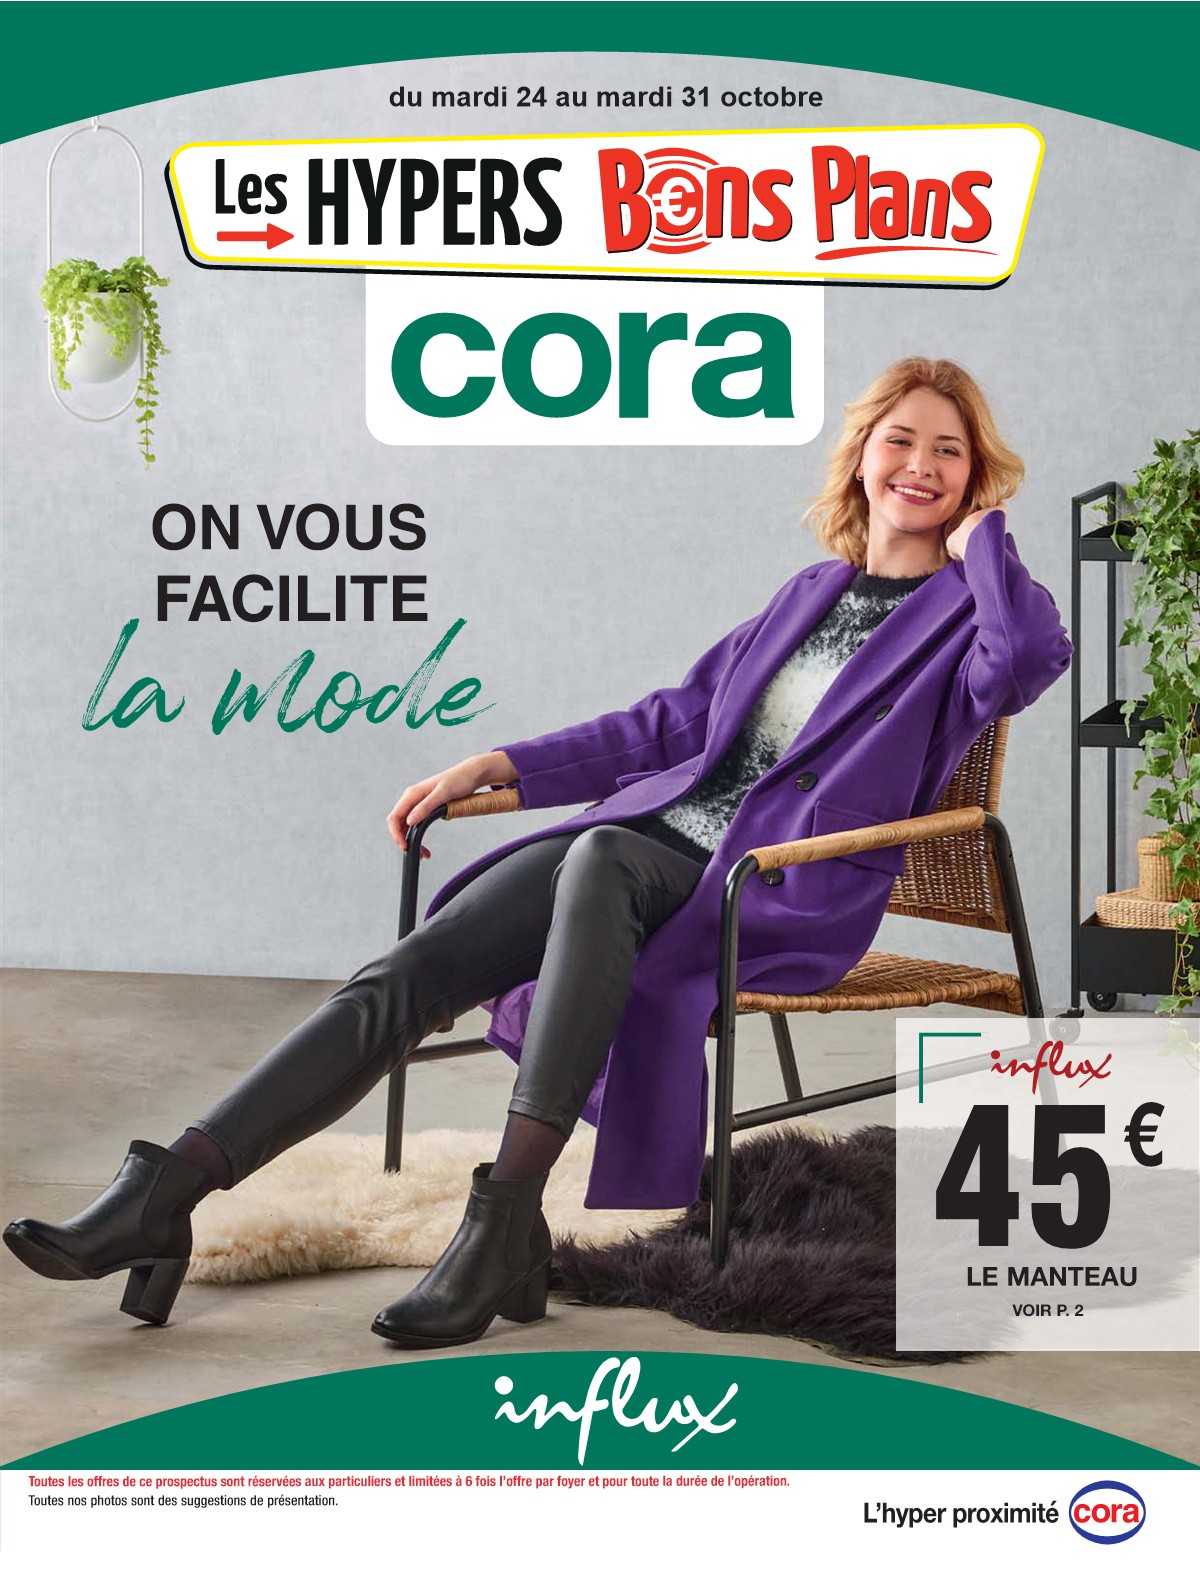 du mardi 24 au mardi 31 octobre
Les HYPERS Bons Plans
cora
ON VOUS
FACILITE
la mode
influx
45€
LE MANTEAU
VOIR P. 2
influx
Toutes les offres de ce prospectus sont réservées aux particuliers et limitées à 6 fois l'offre par foyer et pour toute la durée de l'opération.
Toutes nos photos sont des suggestions de présentation.
L'hyper proximité cora